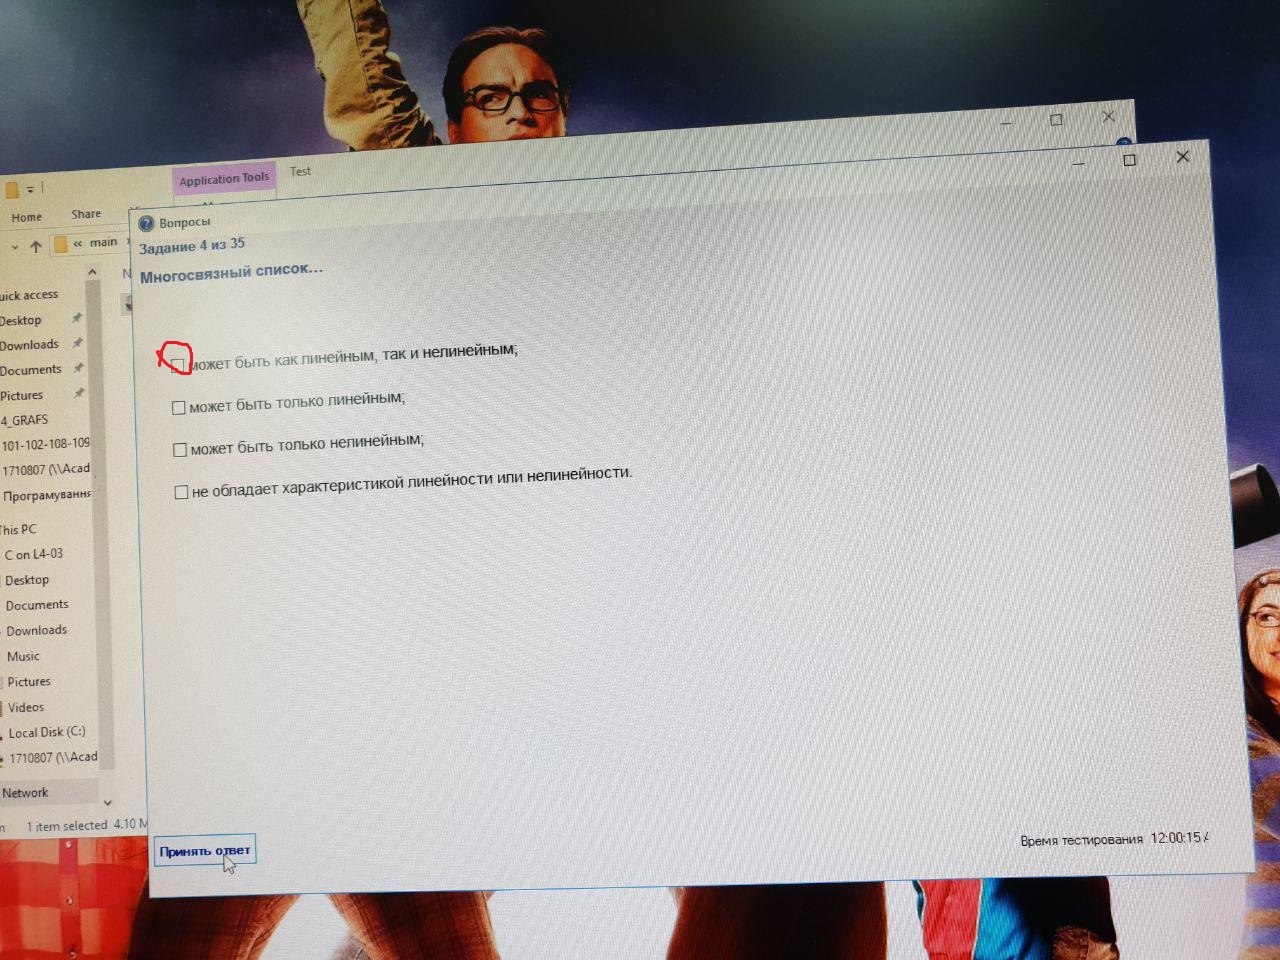 Application Tools
Test
Home
Share
« main
uick access
Desktop
Downloads
Documents
Pictures
4_GRAFS
101-102-108-109
1710807 (\\Acad
Програмування
This PC
C on L4-03
Desktop
Documents
Downloads
Music
Pictures
Videos
Local Disk (C:)
1710807 (\\Acad
Network
1 item selected 4.10 M
Вопросы
Задание 4 из 35
Многосвязный список...
может быть как линейным, так и нелинейным;
может быть только линейным;
может быть только нелинейным;
не обладает характеристикой линейности или нелинейности.
Принять ответ
Время тестирования 12:00:15